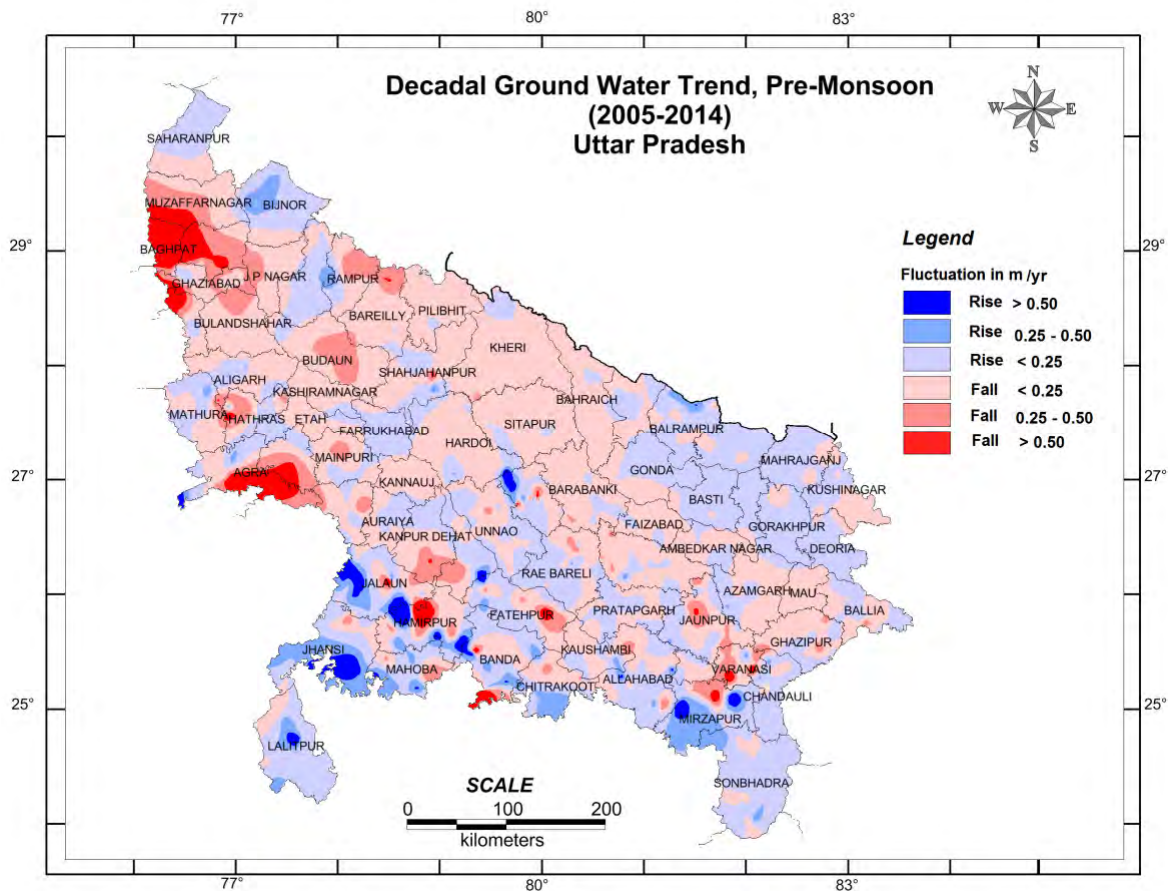 77° 80° 83°
Decadal Ground Water Trend, Pre-Monsoon
(2005-2014)
Uttar Pradesh
N
W E
S
SAHARANPUR
MUZAFFARNAGAR
BIJNOR
29° 29°
BAGHPAT
GHAZIABAD
J P NAGAR
RAMPUR
BULANDSHAHAR
BAREILLY
PILIBHIT
KHERI
BUDAUN
SHAHJAHANPUR
ALIGARH
KASHIRAMNAGAR
BAHRAICH
MATHURA
HATHRAS
ETAH
FARRUKHABAD
SITAPUR
BALRAMPUR
HARDOI
MAINPURI
GONDA
MAHRAJGANJ
AGRA
27° 27°
KANNAUJ
BARABANKI
BASTI
KUSHINAGAR
AURAIYA
UNNAO
FAIZABAD
GORAKHPUR
KANPUR DEHAT
AMBEDKAR NAGAR
DEORIA
JALAUN
RAE BARELI
AZAMGARH
MAU
HAMIRPUR
FATEHPUR
PRATAPGARH
JAUNPUR
BALLIA
JHANSI
MAHOBA
BANDA
KAUSHAMBI
GHAZIPUR
VARANASI
CHITRAKOOT
ALLAHABAD
CHANDAULI
25° 25°
MIRZAPUR
LALITPUR
SONBHADRA
Legend
Fluctuation in m /yr
Rise > 0.50
Rise 0.25 - 0.50
Rise < 0.25
Fall < 0.25
Fall 0.25 - 0.50
Fall > 0.50
SCALE
0 100 200
kilometers
77° 80° 83°